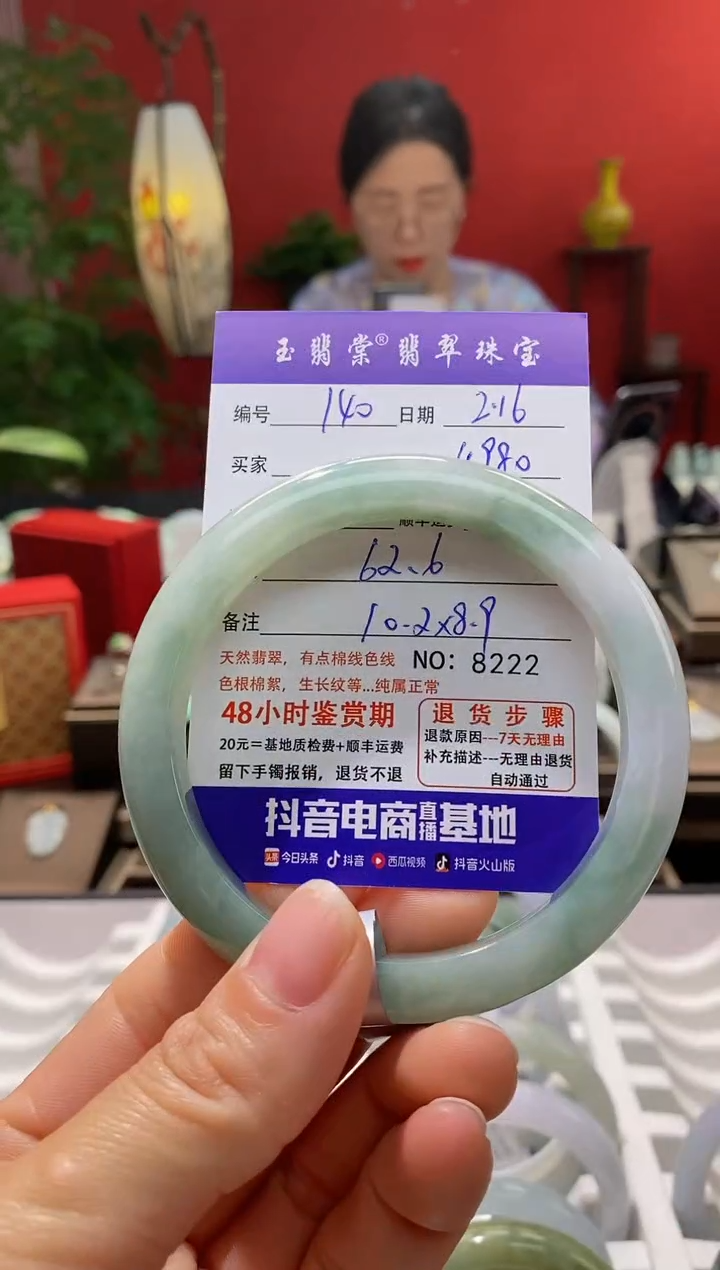 玉翡棠®翡翠珠宝
编号 140 日期 2.16
买家
62.6
备注 10.2x8.9
天然翡翠，有点棉线色线 NO: 8222
色根棉絮，生长纹等...纯属正常
48小时鉴赏期
20元=基地质检费+顺丰运费
留下手镯报销，退货不退
退货步骤
退款原因---7天无理由
补充描述---无理由退货
自动通过
抖音电商直播基地
头条 今日头条 抖音 西瓜视频 抖音火山版